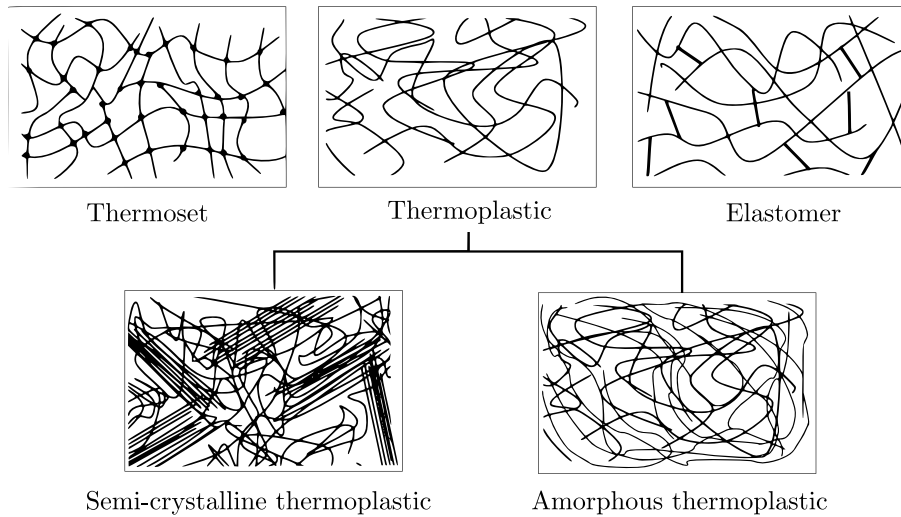 Thermoset
Thermoplastic
Elastomer
Semi-crystalline thermoplastic
Amorphous thermoplastic